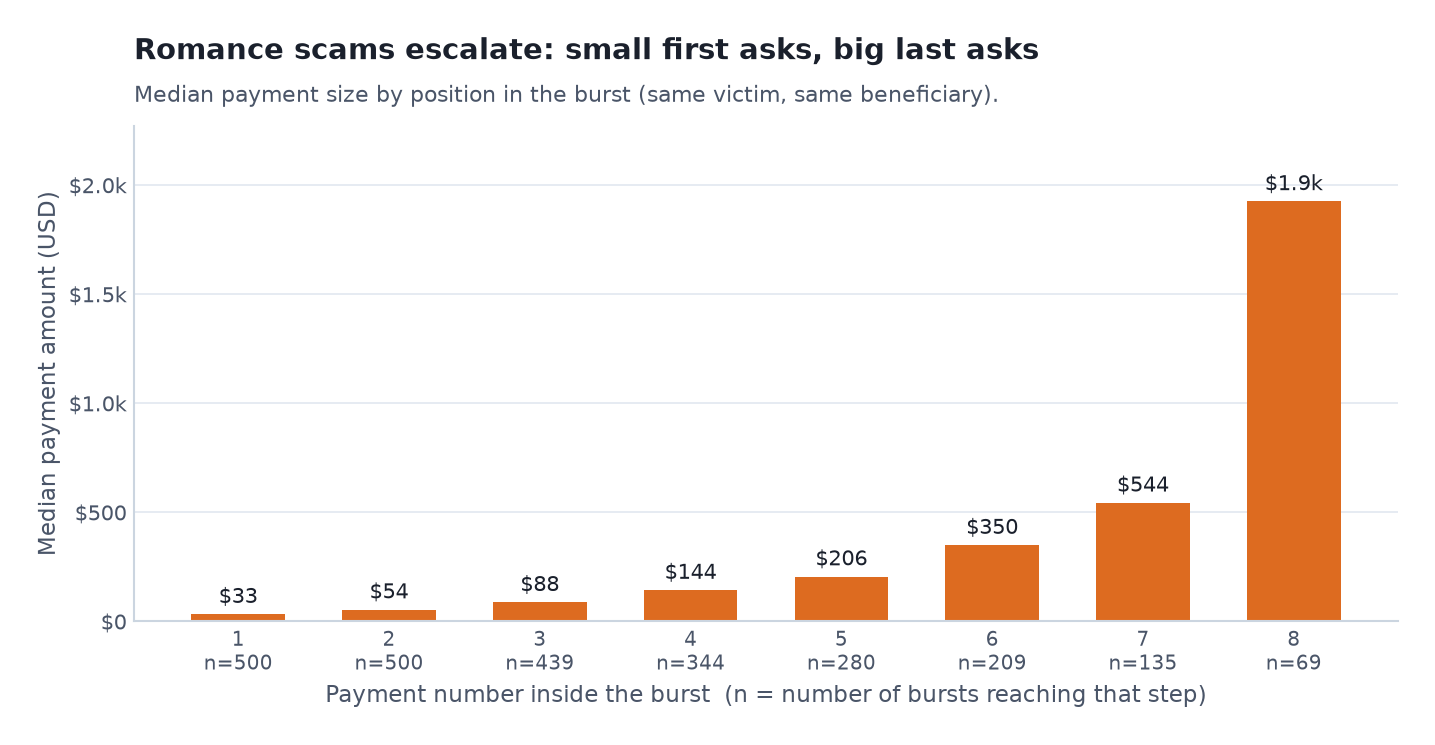 Romance scams escalate: small first asks, big last asks
Median payment size by position in the burst (same victim, same beneficiary).
Median payment amount (USD)
$2.0k
$1.5k
$1.0k
$500
$0
$33
$54
$88
$144
$206
$350
$544
$1.9k
1 2 3 4 5 6 7 8
n=500 n=500 n=439 n=344 n=280 n=209 n=135 n=69
Payment number inside the burst (n = number of bursts reaching that step)